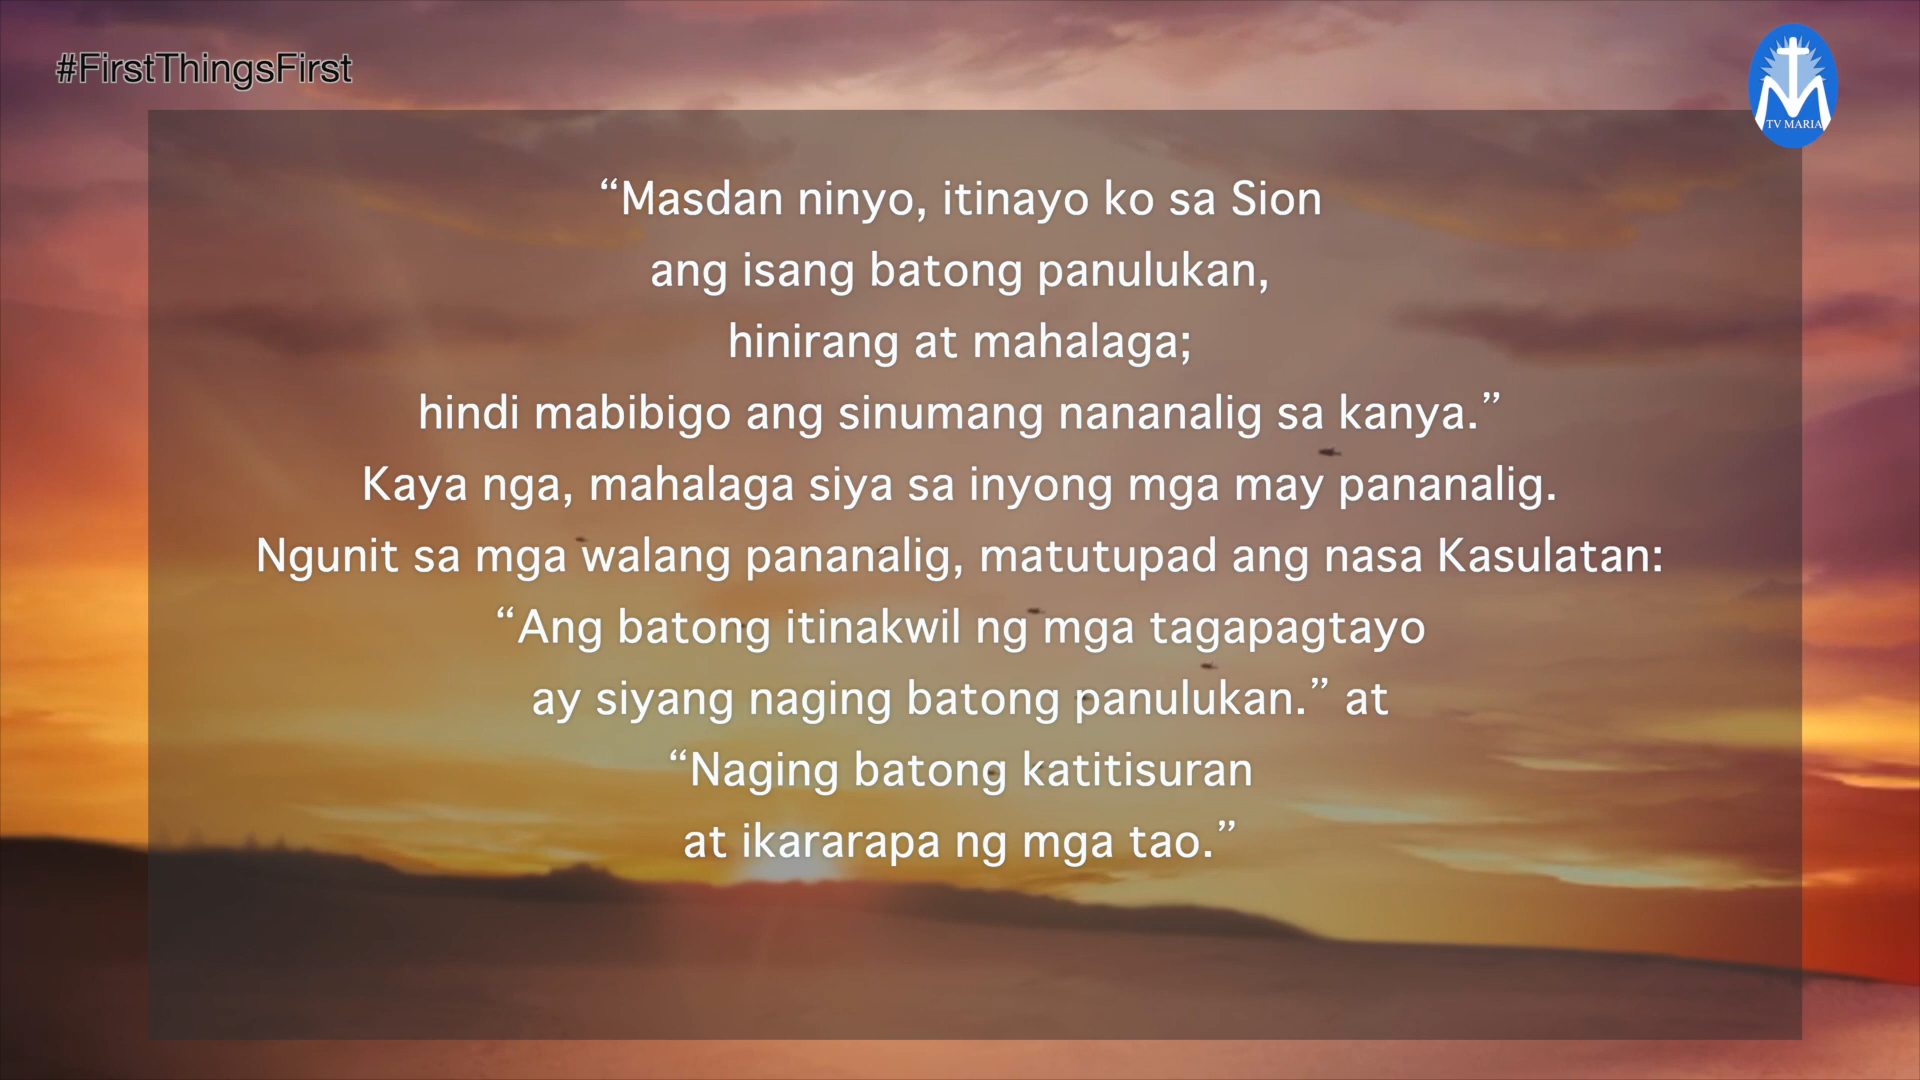 #FirstThingsFirst
TV MARIA
“Masdan ninyo, itinayo ko sa Sion
ang isang batong panulukan,
hinirang at mahalaga;
hindi mabibigo ang sinumang nananalig sa kanya.”
Kaya nga, mahalaga siya sa inyong mga may pananalig.
Ngunit sa mga walang pananalig, matutupad ang nasa Kasulatan:
“Ang batong itinakwil ng mga tagapagtayo
ay siyang naging batong panulukan.” at
“Naging batong katitisuran
at ikararapa ng mga tao.”